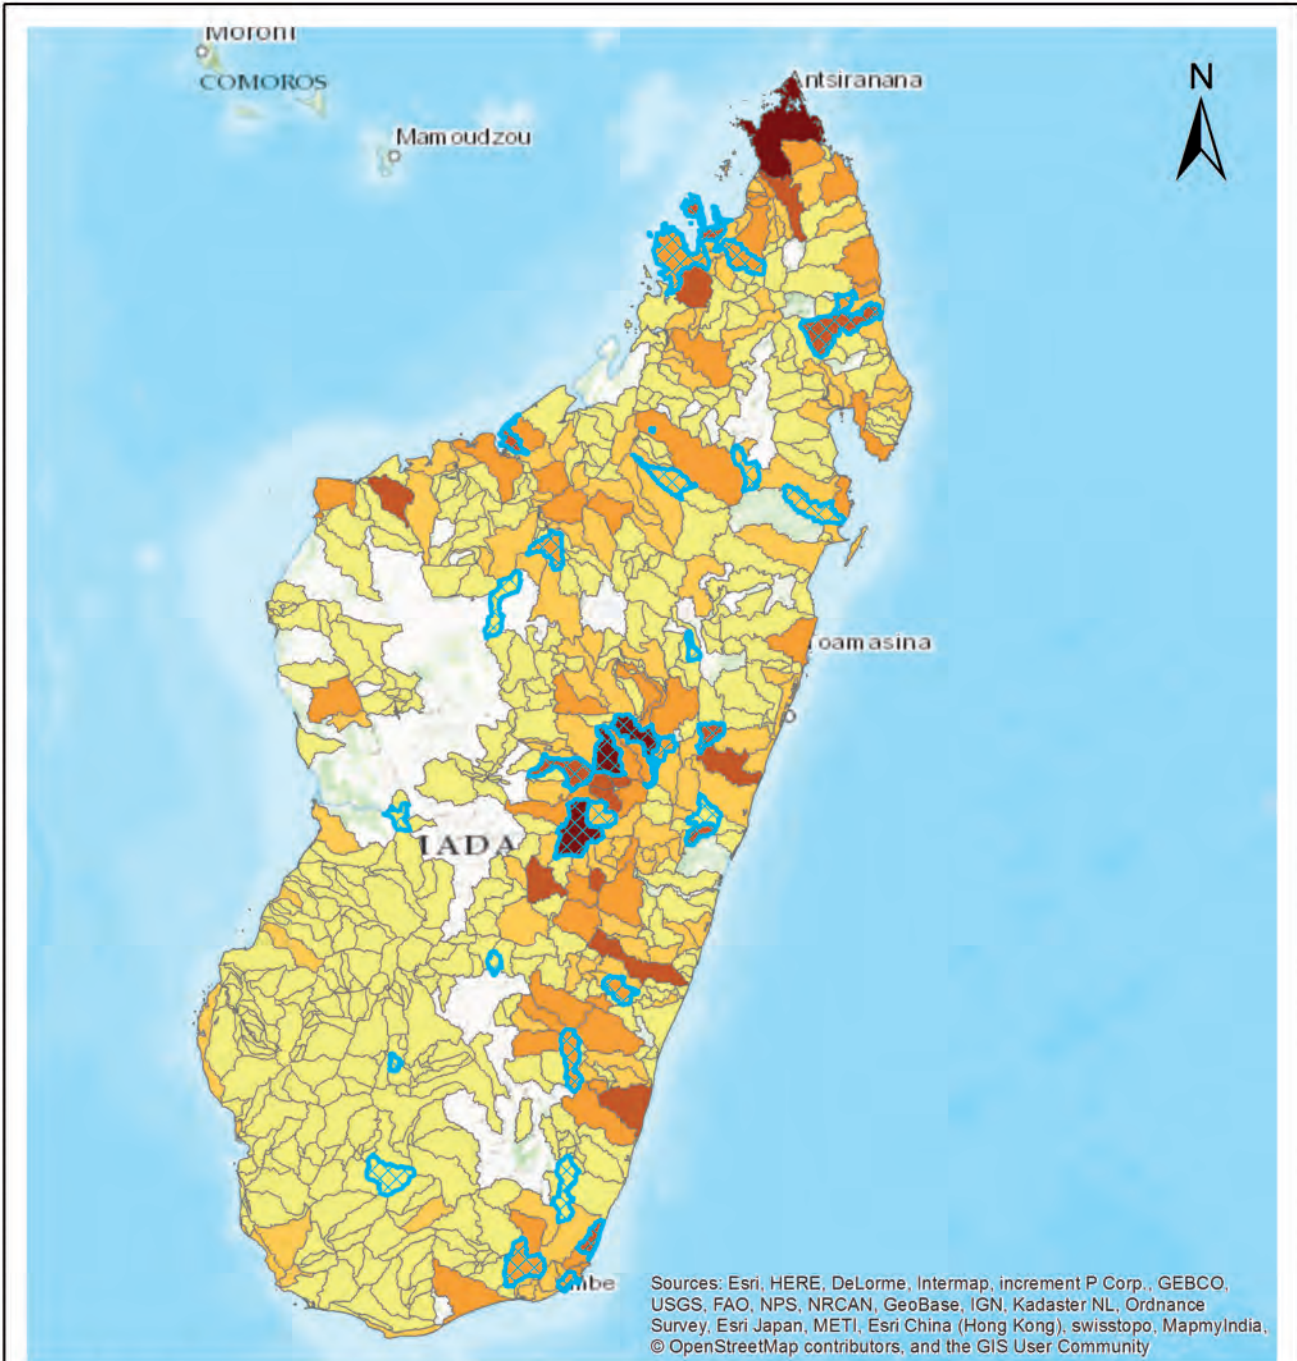 Moroni
COMOROS
Antsiranana
N
Mamoudzou
oamasina
MADA
mbe
Sources: Esri, HERE, DeLorme, Intermap, increment P Corp., GEBCO,
USGS, FAO, NPS, NRCAN, GeoBase, IGN, Kadaster NL, Ordnance
Survey, Esri Japan, METI, Esri China (Hong Kong), swisstopo, MapmyIndia,
© OpenStreetMap contributors, and the GIS User Community